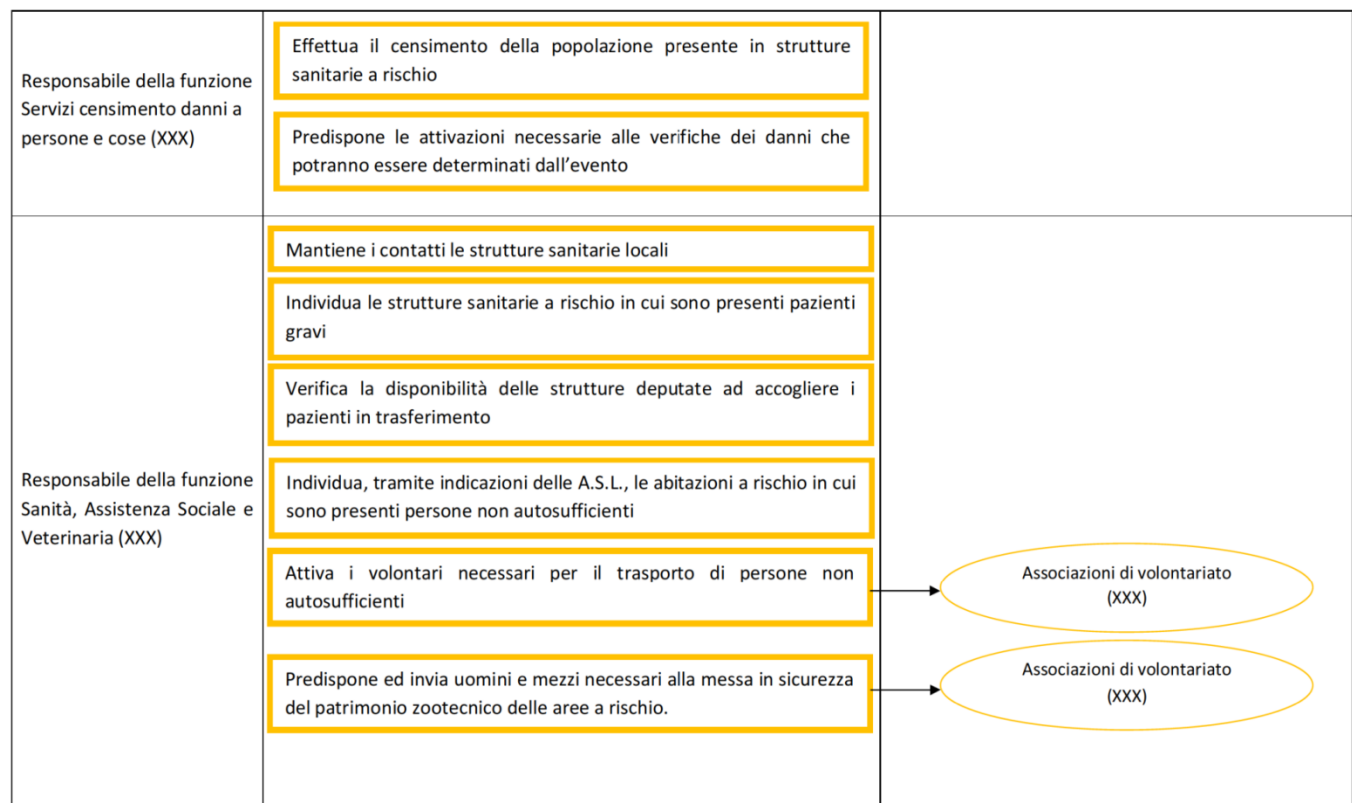 Responsabile della funzione
Servizi censimento danni a
persone e cose (XXX)
Effettua il censimento della popolazione presente in strutture
sanitarie a rischio
Predispone le attivazioni necessarie alle verifiche dei danni che
potranno essere determinati dall'evento
Responsabile della funzione
Sanità, Assistenza Sociale e
Veterinaria (XXX)
Mantiene i contatti le strutture sanitarie locali
Individua le strutture sanitarie a rischio in cui sono presenti pazienti
gravi
Verifica la disponibilità delle strutture deputate ad accogliere i
pazienti in trasferimento
Individua, tramite indicazioni delle A.S.L., le abitazioni a rischio in cui
sono presenti persone non autosufficienti
Attiva i volontari necessari per il trasporto di persone non
autosufficienti
Associazioni di volontariato
(XXX)
Predispone ed invia uomini e mezzi necessari alla messa in sicurezza
del patrimonio zootecnico delle aree a rischio.
Associazioni di volontariato
(XXX)